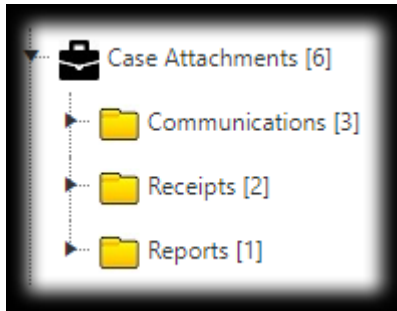 Case Attachments [6]
Communications [3]
Receipts [2]
Reports [1]